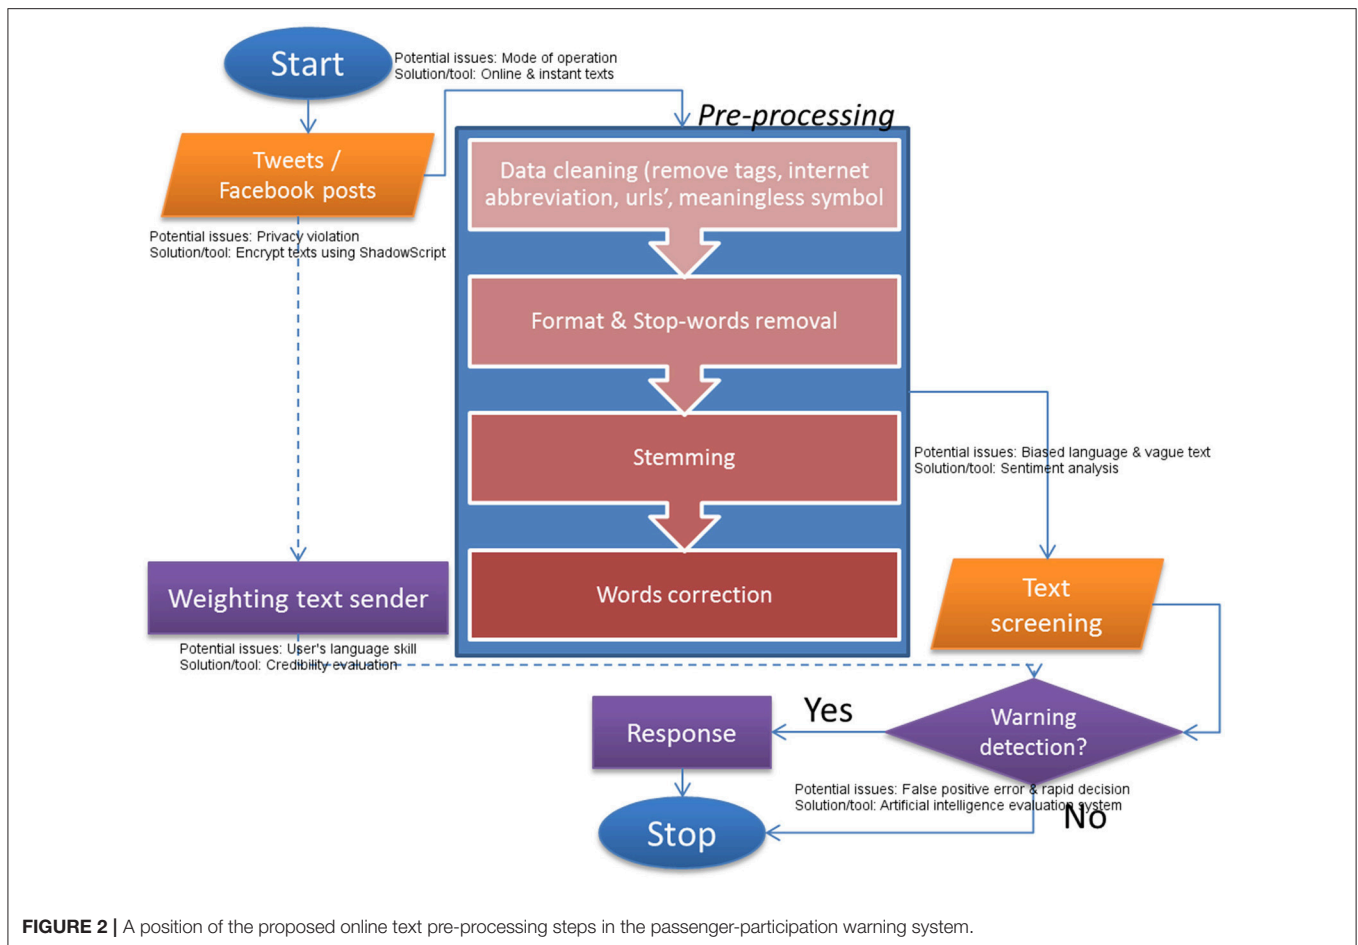 Start
Potential issues: Mode of operation
Solution/tool: Online & instant texts
Pre-processing
Tweets /
Facebook posts
Potential issues: Privacy violation
Solution/tool: Encrypt texts using ShadowScript
Data cleaning (remove tags, internet
abbreviation, urls’, meaningless symbol
Format & Stop-words removal
Stemming
Words correction
Potential issues: Biased language & vague text
Solution/tool: Sentiment analysis
Weighting text sender
Potential issues: User's language skill
Solution/tool: Credibility evaluation
Text
screening
Warning
detection?
Yes
Response
Potential issues: False positive error & rapid decision
Solution/tool: Artificial intelligence evaluation system
No
Stop
FIGURE 2 | A position of the proposed online text pre-processing steps in the passenger-participation warning system.